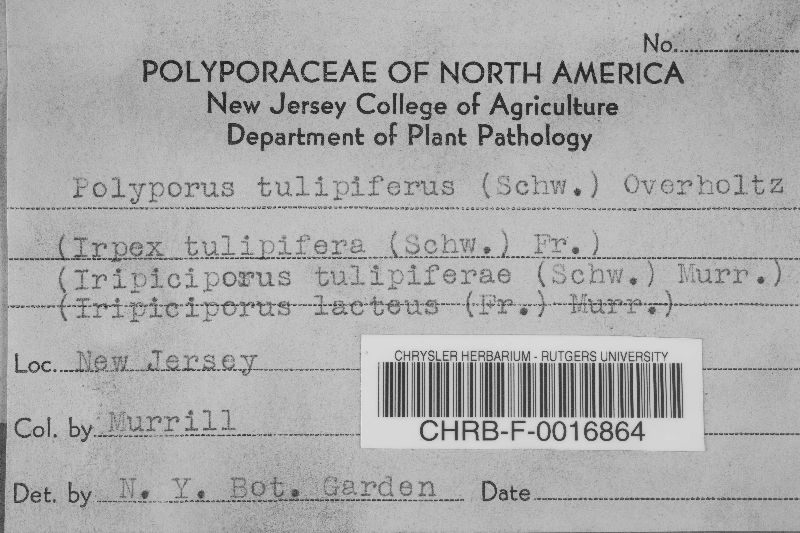 No.
POLYPORACEAE OF NORTH AMERICA
New Jersey College of Agriculture
Department of Plant Pathology
Polyporus tulipiferus (Schw.) Overholtz
(Irpex tulipifera (Schw.) Fr.)
(Iripiciporus tulipiferae (Schw.) Murr.)
(Iripiciporus lacteus (Fr.) Murr.)
Loc. New Jersey
CHRYSLER HERBARIUM - RUTGERS UNIVERSITY
CHRB-F-0016864
Col. by Murrill
Det. by N. Y. Bot. Garden Date